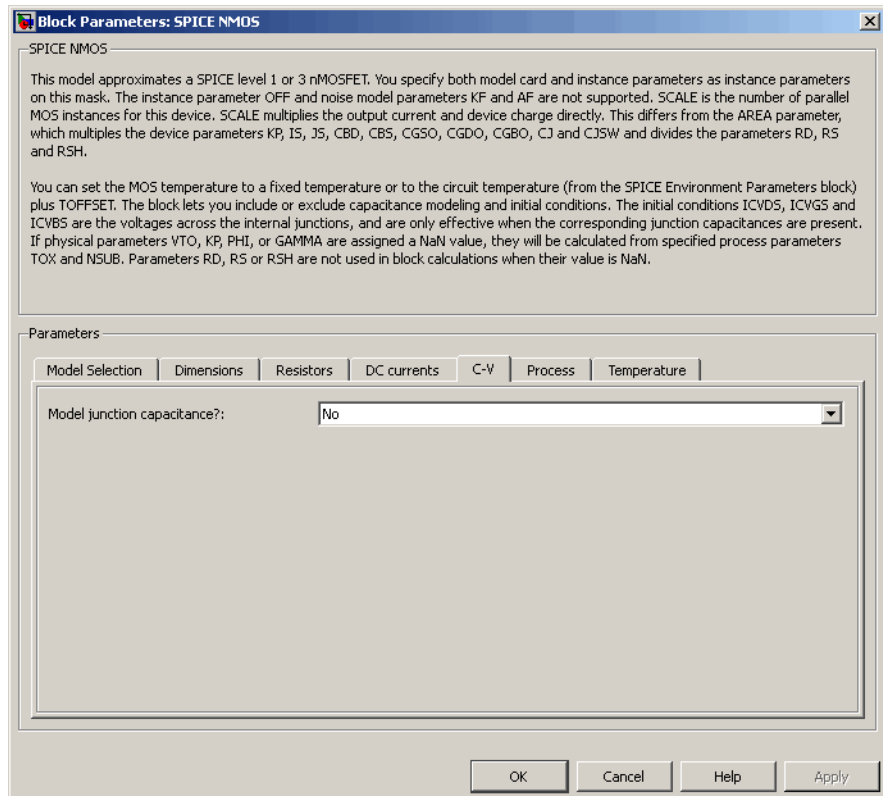 Block Parameters: SPICE NMOS
SPICE NMOS
This model approximates a SPICE level 1 or 3 nMOSFET. You specify both model card and instance parameters as instance parameters
on this mask. The instance parameter OFF and noise model parameters KF and AF are not supported. SCALE is the number of parallel
MOS instances for this device. SCALE multiplies the output current and device charge directly. This differs from the AREA parameter,
which multiples the device parameters KP, IS, JS, CBD, CBS, CGSO, CGDO, CGBO, CJ and CJSW and divides the parameters RD, RS
and RSH.
You can set the MOS temperature to a fixed temperature or to the circuit temperature (from the SPICE Environment Parameters block)
plus TOFFSET. The block lets you include or exclude capacitance modeling and initial conditions. The initial conditions ICVDS, ICVGS and
ICVBS are the voltages across the internal junctions, and are only effective when the corresponding junction capacitances are present.
If physical parameters VTO, KP, PHI, or GAMMA are assigned a NaN value, they will be calculated from specified process parameters
TOX and NSUB. Parameters RD, RS or RSH are not used in block calculations when their value is NaN.
Parameters
Model Selection Dimensions Resistors DC currents C-V Process Temperature
Model junction capacitance?: No
OK Cancel Help Apply